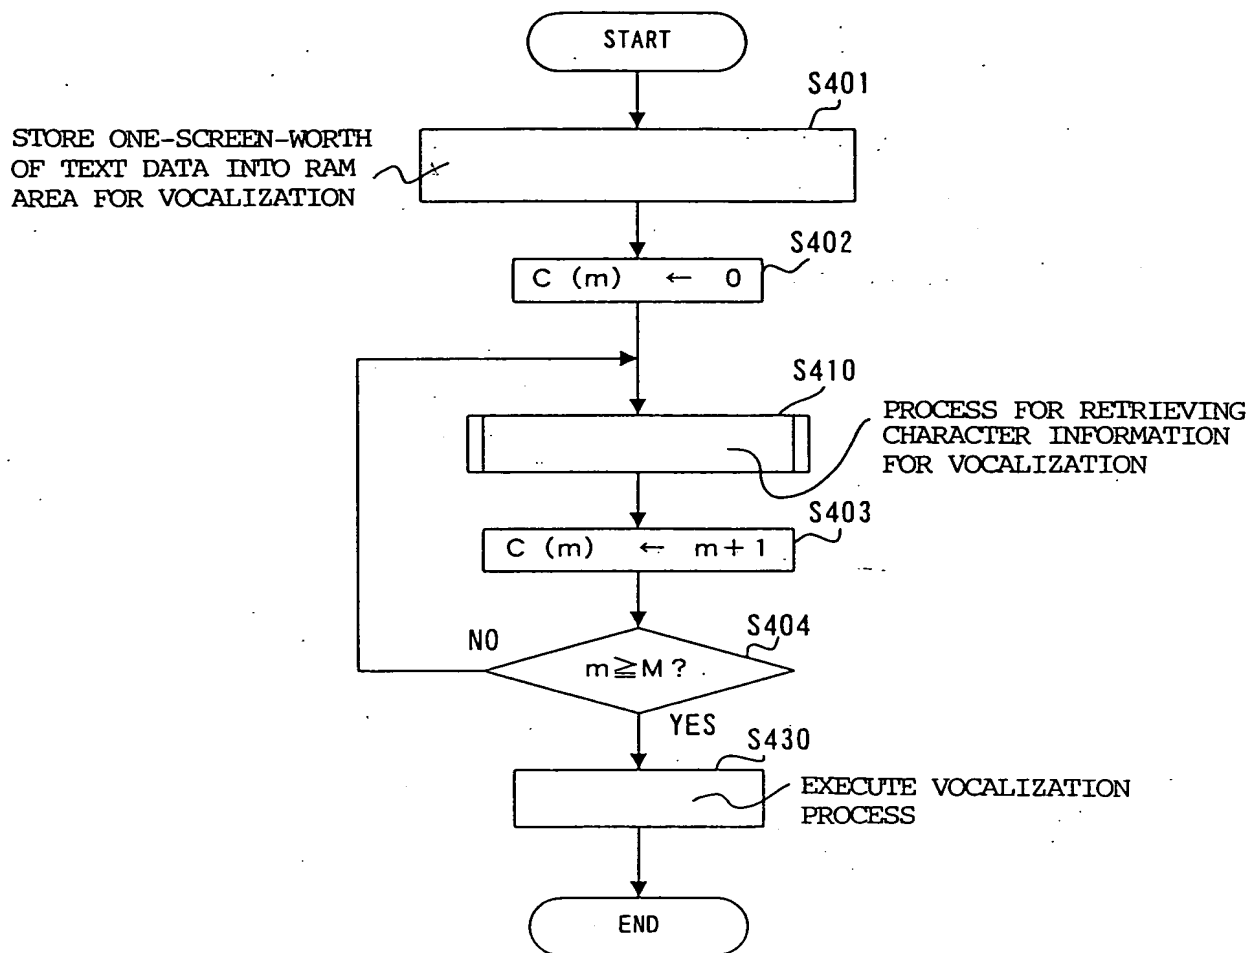 START
S401
STORE ONE-SCREEN-WORTH
OF TEXT DATA INTO RAM
AREA FOR VOCALIZATION
S402
C (m) ← 0
S410
PROCESS FOR RETRIEVING
CHARACTER INFORMATION
FOR VOCALIZATION
S403
C (m) ← m+1
S404
NO
m≧M?
YES
S430
EXECUTE VOCALIZATION
PROCESS
END